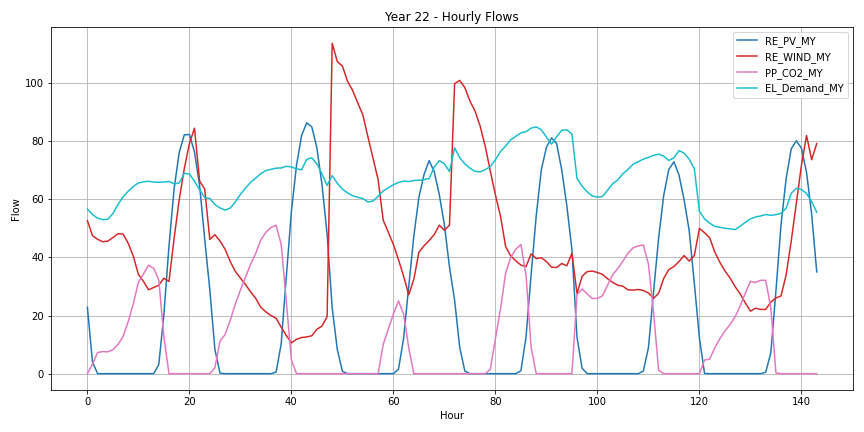 Year 22 - Hourly Flows
RE_PV_MY
RE_WIND_MY
PP_CO2_MY
EL_Demand_MY
Flow
100
80
60
40
20
0
0 20 40 60 80 100 120 140
Hour